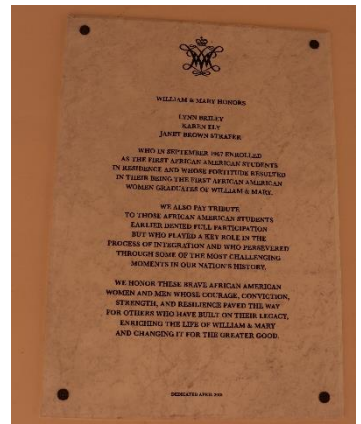 WILLIAM & MARY HONORS
LYNN BRILEY
KAREN ELY
JANET BROWN STRAFER
WHO IN SEPTEMBER 1967 ENROLLED
AS THE FIRST AFRICAN AMERICAN STUDENTS
IN RESIDENCE AND WHOSE FORTITUDE RESULTED
IN THEIR BEING THE FIRST AFRICAN AMERICAN
WOMEN GRADUATES OF WILLIAM & MARY.
WE ALSO PAY TRIBUTE
TO THOSE AFRICAN AMERICAN STUDENTS
EARLIER DENIED FULL PARTICIPATION
BUT WHO PLAYED A KEY ROLE IN THE
PROCESS OF INTEGRATION AND WHO PERSEVERED
THROUGH SOME OF THE MOST CHALLENGING
MOMENTS IN OUR NATION'S HISTORY.
WE HONOR THESE BRAVE AFRICAN AMERICAN
WOMEN AND MEN WHOSE COURAGE, CONVICTION,
STRENGTH, AND RESILIENCE PAVED THE WAY
FOR OTHERS WHO HAVE BUILT ON THEIR LEGACY,
ENRICHING THE LIFE OF WILLIAM & MARY
AND CHANGING IT FOR THE GREATER GOOD.
DEDICATED APRIL